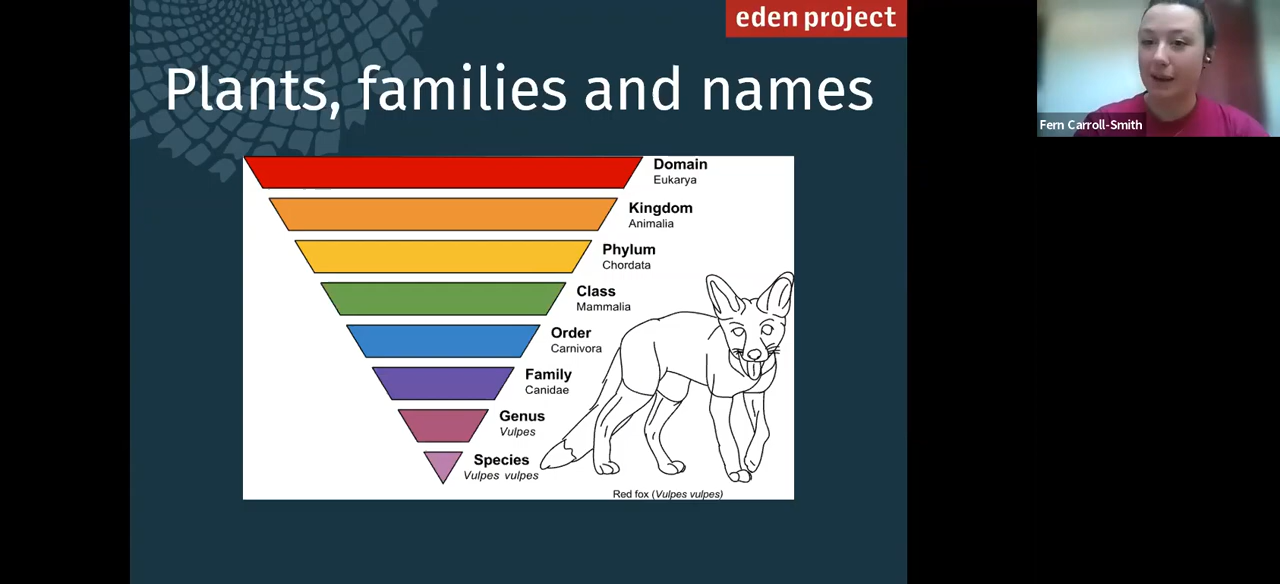 eden project
Plants, families and names
Fern Carroll-Smith
Domain
Eukarya
Kingdom
Animalia
Phylum
Chordata
Class
Mammalia
Order
Carnivora
Family
Canidae
Genus
Vulpes
Species
Vulpes vulpes
Red fox (Vulpes vulpes)